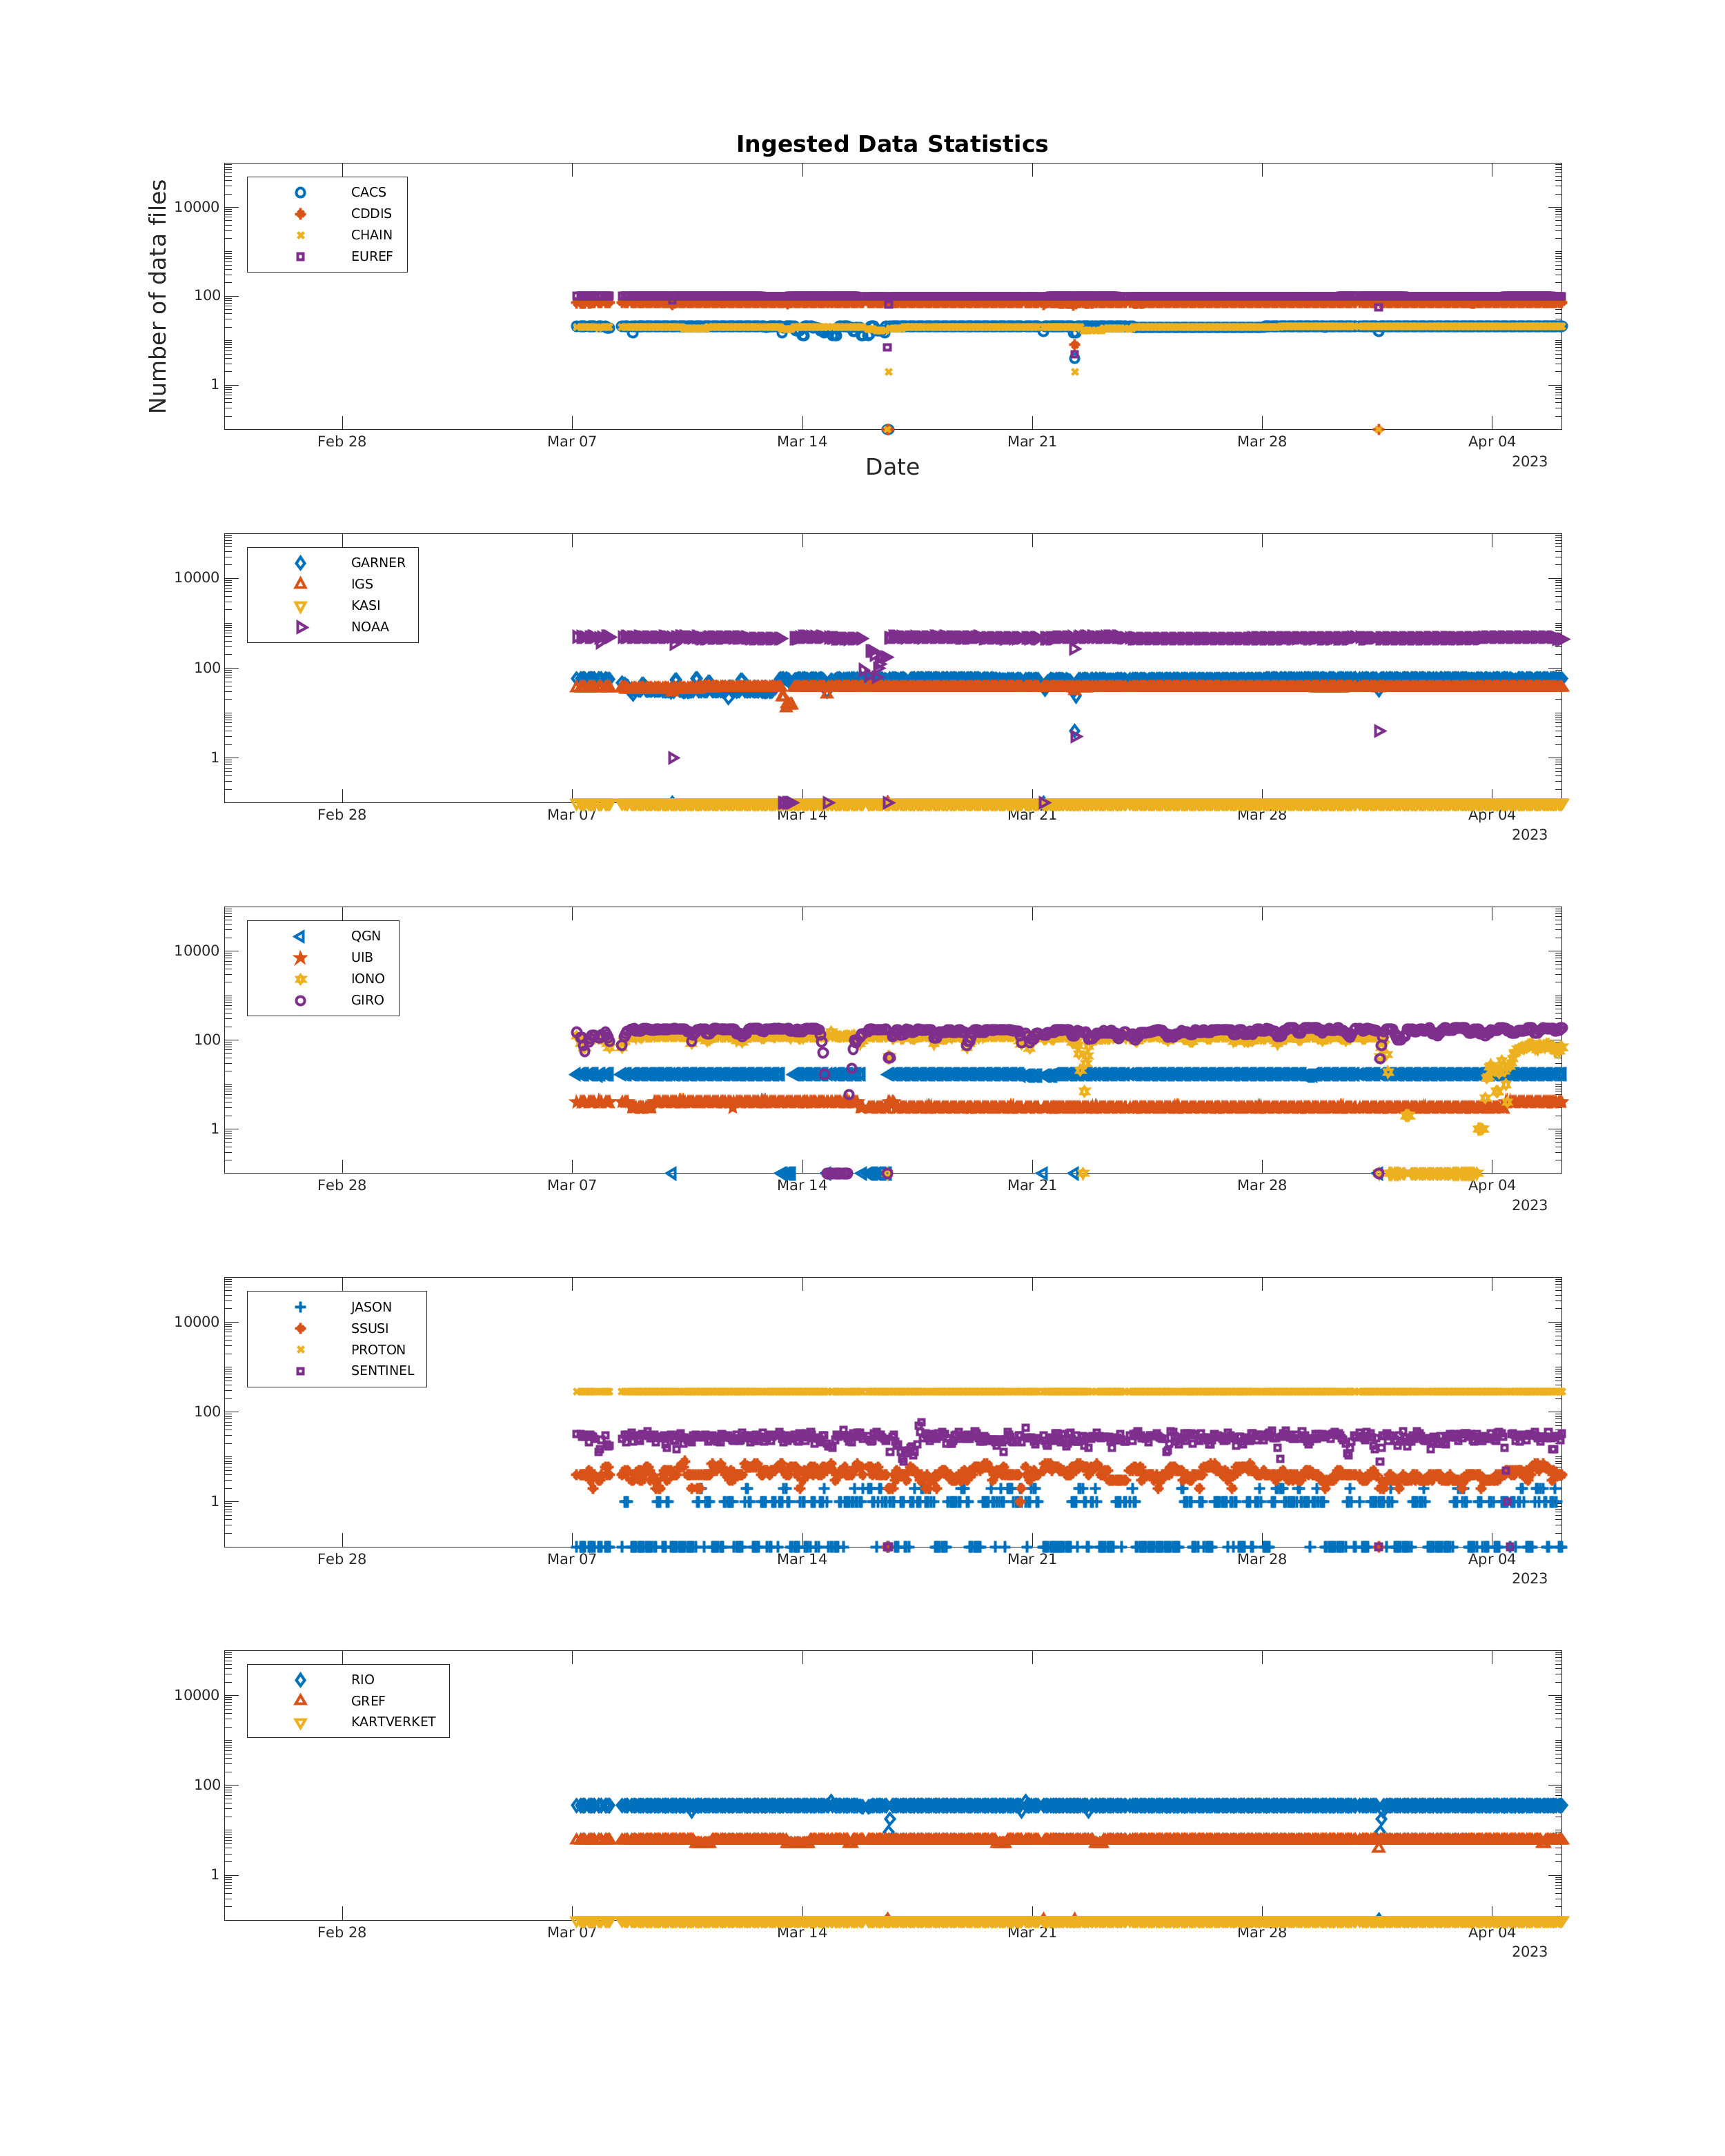 Ingested Data Statistics
Number of data files
CACS
CDDIS
CHAIN
EUREF
10000
100
1
Feb 28 Mar 07 Mar 14 Mar 21 Mar 28 Apr 04
2023
Date
GARNER
IGS
KASI
NOAA
10000
100
1
Feb 28 Mar 07 Mar 14 Mar 21 Mar 28 Apr 04
2023
QGN
UIB
IONO
GIRO
10000
100
1
Feb 28 Mar 07 Mar 14 Mar 21 Mar 28 Apr 04
2023
JASON
SSUSI
PROTON
SENTINEL
10000
100
1
Feb 28 Mar 07 Mar 14 Mar 21 Mar 28 Apr 04
2023
RIO
GREF
KARTVERKET
10000
100
1
Feb 28 Mar 07 Mar 14 Mar 21 Mar 28 Apr 04
2023